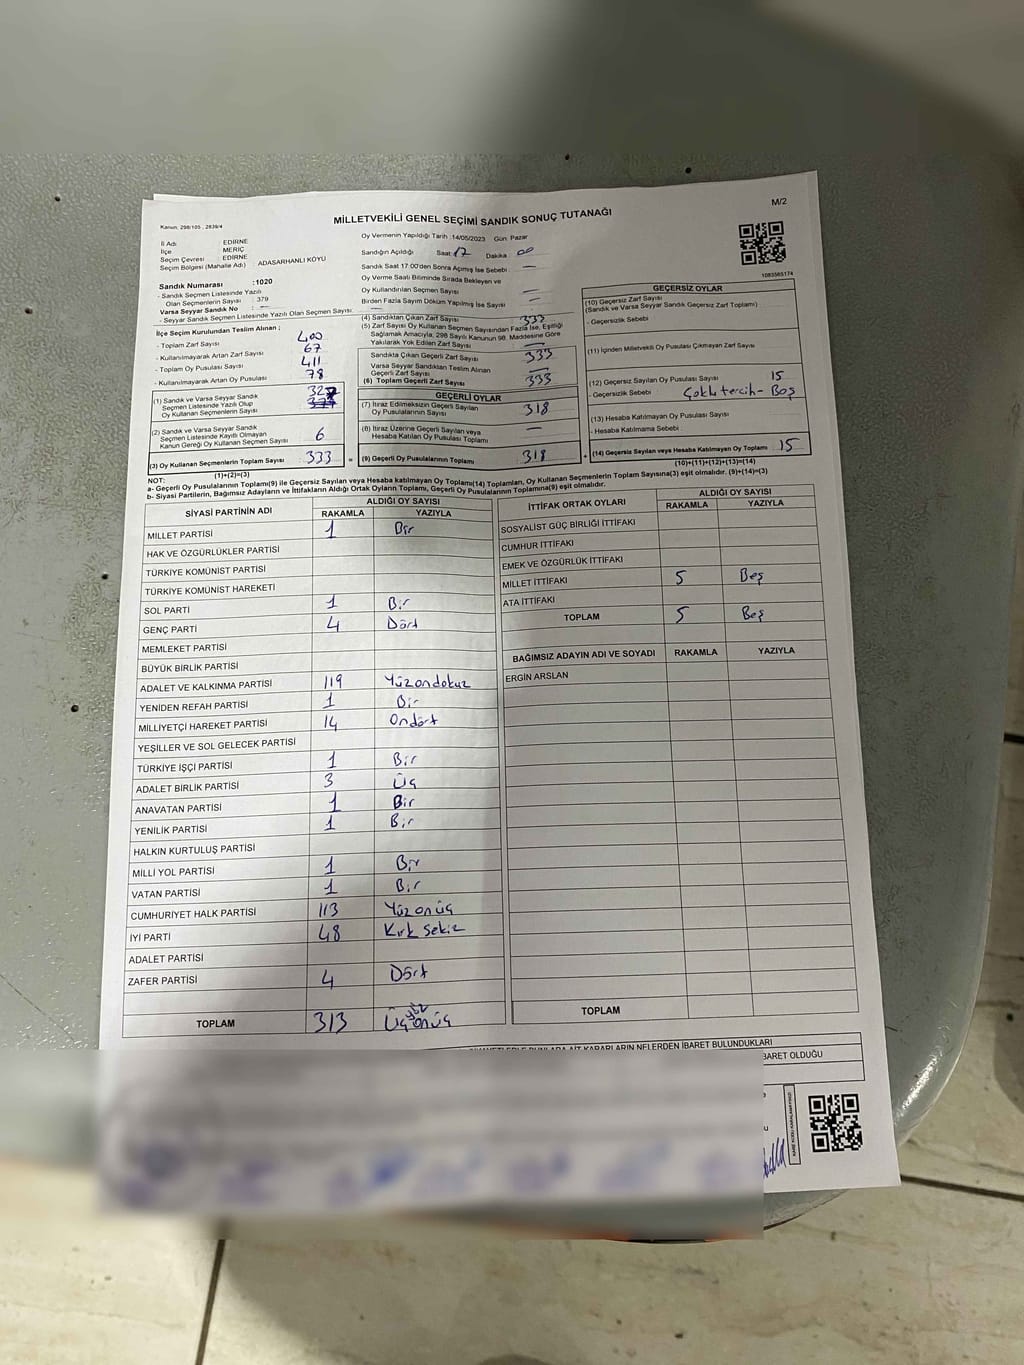 M/2
MİLLETVEKİLİ GENEL SEÇİMİ SANDIK SONUÇ TUTANAĞI
Kanun, 298/105 , 2839/4
İl Adı EDİRNE
İlçe MERİÇ
Seçim Çevresi EDİRNE
Seçim Bölgesi (Mahalle Adı) ADASARHANLI KÖYÜ
Sandık Numarası :1020
- Sandık Seçmen Listesinde Yazılı
Olan Seçmenlerin Sayısı : 379
Varsa Seyyar Sandık No : —
- Seyyar Sandık Seçmen Listesinde Yazılı Olan Seçmen Sayısı:
Oy Vermenin Yapıldığı Tarih :14/05/2023 Gün: Pazar
Sandığın Açıldığı Saat: 17 Dakika 00
Sandık Saat 17:00'den Sonra Açımış İse Sebebi : —
Oy Verme Saati Bitiminde Sırada Bekleyen ve
Oy Kullandırılan Seçmen Sayısı —
Birden Fazla Sayım Döküm Yapılmış İse Sayısı —
1083585174
İlçe Seçim Kurulundan Teslim Alınan ;
- Toplam Zarf Sayısı 400
- Kullanılmayarak Artan Zarf Sayısı 67
- Toplam Oy Pusulası Sayısı 411
- Kullanılmayarak Artan Oy Pusulası 78
(1) Sandık ve Varsa Seyyar Sandık
Seçmen Listesinde Yazılı Olup
Oy Kullanan Seçmenlerin Sayısı 327
(2) Sandık ve Varsa Seyyar Sandık
Seçmen Listesinde Kayıtlı Olmayan
Kanun Gereği Oy Kullanan Seçmen Sayısı 6
(3) Oy Kullanan Seçmenlerin Toplam Sayısı 333
(1)+(2)=(3)
(4) Sandıktan Çıkan Zarf Sayısı 333
(5) Zarf Sayısı Oy Kullanan Seçmen Sayısından Fazla İse, Eşitliği
Sağlamak Amacıyla; 298 Sayılı Kanunun 98. Maddesine Göre
Yakılarak Yok Edilen Zarf Sayısı —
Sandıkta Çıkan Geçerli Zarf Sayısı 333
Varsa Seyyar Sandıktan Teslim Alınan
Geçerli Zarf Sayısı —
(6) Toplam Geçerli Zarf Sayısı 333
GEÇERLİ OYLAR
(7) İtiraz Edilmeksizin Geçerli Sayılan
Oy Pusulalarının Sayısı 318
(8) İtiraz Üzerine Geçerli Sayılan veya
Hesaba Katılan Oy Pusulası Toplamı —
= (9) Geçerli Oy Pusulalarının Toplamı 318
GEÇERSİZ OYLAR
(10) Geçersiz Zarf Sayısı
(Sandık ve Varsa Seyyar Sandık Geçersiz Zarf Toplamı)
- Geçersizlik Sebebi :
(11) İçinden Milletvekili Oy Pusulası Çıkmayan Zarf Sayısı
(12) Geçersiz Sayılan Oy Pusulası Sayısı 15
- Geçersizlik Sebebi : Çoklu tercih - Boş
(13) Hesaba Katılmayan Oy Pusulası Sayısı
- Hesaba Katılmama Sebebi :
+ (14) Geçersiz Sayılan veya Hesaba Katılmayan Oy Toplamı 15
(10)+(11)+(12)+(13)=(14)
NOT:
a- Geçerli Oy Pusulalarının Toplamı(9) ile Geçersiz Sayılan veya Hesaba Katılmayan Oy Toplamı(14) Toplamları, Oy Kullanan Seçmenlerin Toplam Sayısına(3) eşit olmalıdır. (9)+(14)=(3)
b- Siyasi Partilerin, Bağımsız Adayların ve İttifakların Aldığı Ortak Oyların Toplamı, Geçerli Oy Pusulalarının Toplamına(9) eşit olmalıdır.
SİYASİ PARTİNİN ADI ALDIĞI OY SAYISI
RAKAMLA YAZIYLA
MİLLET PARTİSİ 1 Bir
HAK VE ÖZGÜRLÜKLER PARTİSİ
TÜRKİYE KOMÜNİST PARTİSİ
TÜRKİYE KOMÜNİST HAREKETİ
SOL PARTİ 1 Bir
GENÇ PARTİ 4 Dört
MEMLEKET PARTİSİ
BÜYÜK BİRLİK PARTİSİ
ADALET VE KALKINMA PARTİSİ 119 Yüzondokuz
YENİDEN REFAH PARTİSİ 1 Bir
MİLLİYETÇİ HAREKET PARTİSİ 14 Ondört
YEŞİLLER VE SOL GELECEK PARTİSİ
TÜRKİYE İŞÇİ PARTİSİ 1 Bir
ADALET BİRLİK PARTİSİ 3 Üç
ANAVATAN PARTİSİ 1 Bir
YENİLİK PARTİSİ 1 Bir
HALKIN KURTULUŞ PARTİSİ
MİLLİ YOL PARTİSİ 1 Bir
VATAN PARTİSİ 1 Bir
CUMHURİYET HALK PARTİSİ 113 Yüzonüç
İYİ PARTİ 48 Kırk sekiz
ADALET PARTİSİ
ZAFER PARTİSİ 4 Dört
TOPLAM 313 Üçyüzonüç
İTTİFAK ORTAK OYLARI ALDIĞI OY SAYISI
RAKAMLA YAZIYLA
SOSYALİST GÜÇ BİRLİĞİ İTTİFAKI
CUMHUR İTTİFAKI
EMEK VE ÖZGÜRLÜK İTTİFAKI
MİLLET İTTİFAKI 5 Beş
ATA İTTİFAKI
TOPLAM 5 Beş
BAĞIMSIZ ADAYIN ADI VE SOYADI RAKAMLA YAZIYLA
ERGİN ARSLAN
TOPLAM
KARARLARIN NELERDEN İBARET BULUNDUKLARI
BARET OLDUĞU